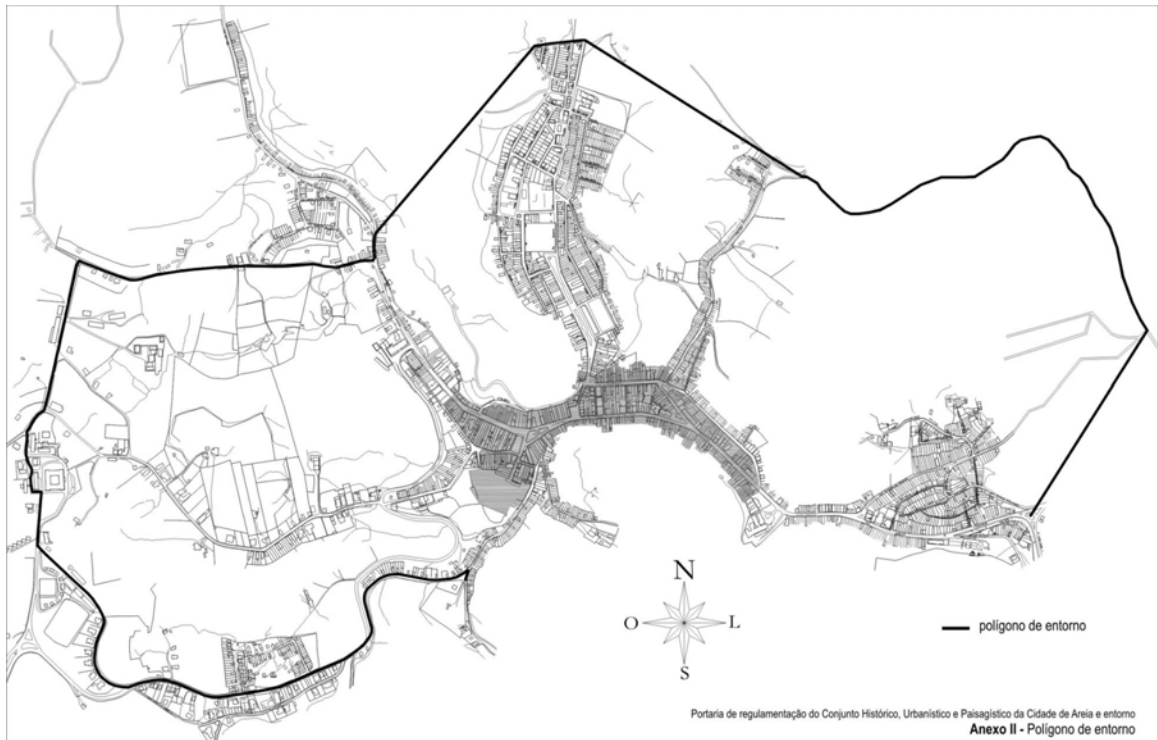 N
O L
S
polígono de entorno
Portaria de regulamentação do Conjunto Histórico, Urbanístico e Paisagístico da Cidade de Areia e entorno
Anexo II - Polígono de entorno